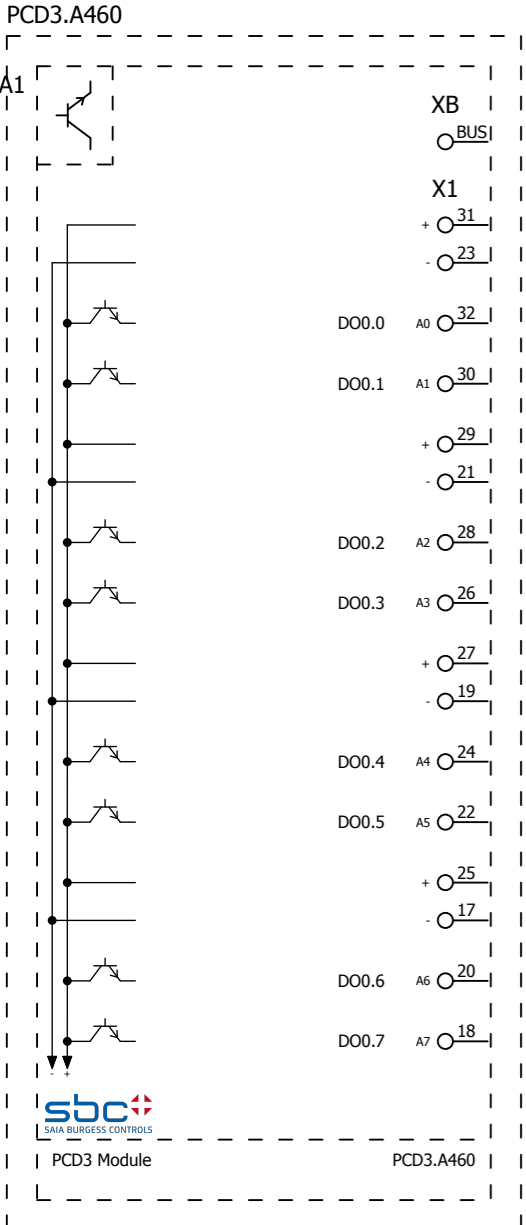 PCD3.A460
A1
XB
BUS
X1
+ 31
- 23
DO0.0 A0 32
DO0.1 A1 30
+ 29
- 21
DO0.2 A2 28
DO0.3 A3 26
+ 27
- 19
DO0.4 A4 24
DO0.5 A5 22
+ 25
- 17
DO0.6 A6 20
DO0.7 A7 18
- +
sbc
SAIA BURGESS CONTROLS
PCD3 Module PCD3.A460